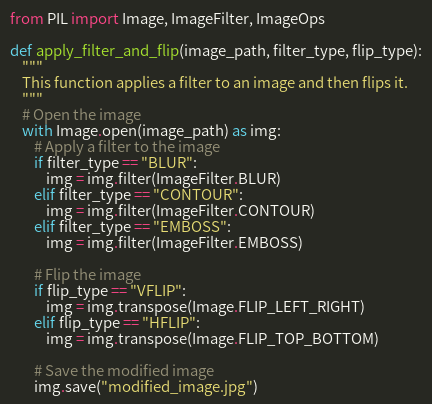 from PIL import Image, ImageFilter, ImageOps

def apply_filter_and_flip(image_path, filter_type, flip_type):
    """
    This function applies a filter to an image and then flips it.
    """
    # Open the image
    with Image.open(image_path) as img:
        # Apply a filter to the image
        if filter_type == "BLUR":
            img = img.filter(ImageFilter.BLUR)
        elif filter_type == "CONTOUR":
            img = img.filter(ImageFilter.CONTOUR)
        elif filter_type == "EMBOSS":
            img = img.filter(ImageFilter.EMBOSS)

        # Flip the image
        if flip_type == "VFLIP":
            img = img.transpose(Image.FLIP_LEFT_RIGHT)
        elif flip_type == "HFLIP":
            img = img.transpose(Image.FLIP_TOP_BOTTOM)

        # Save the modified image
        img.save("modified_image.jpg")